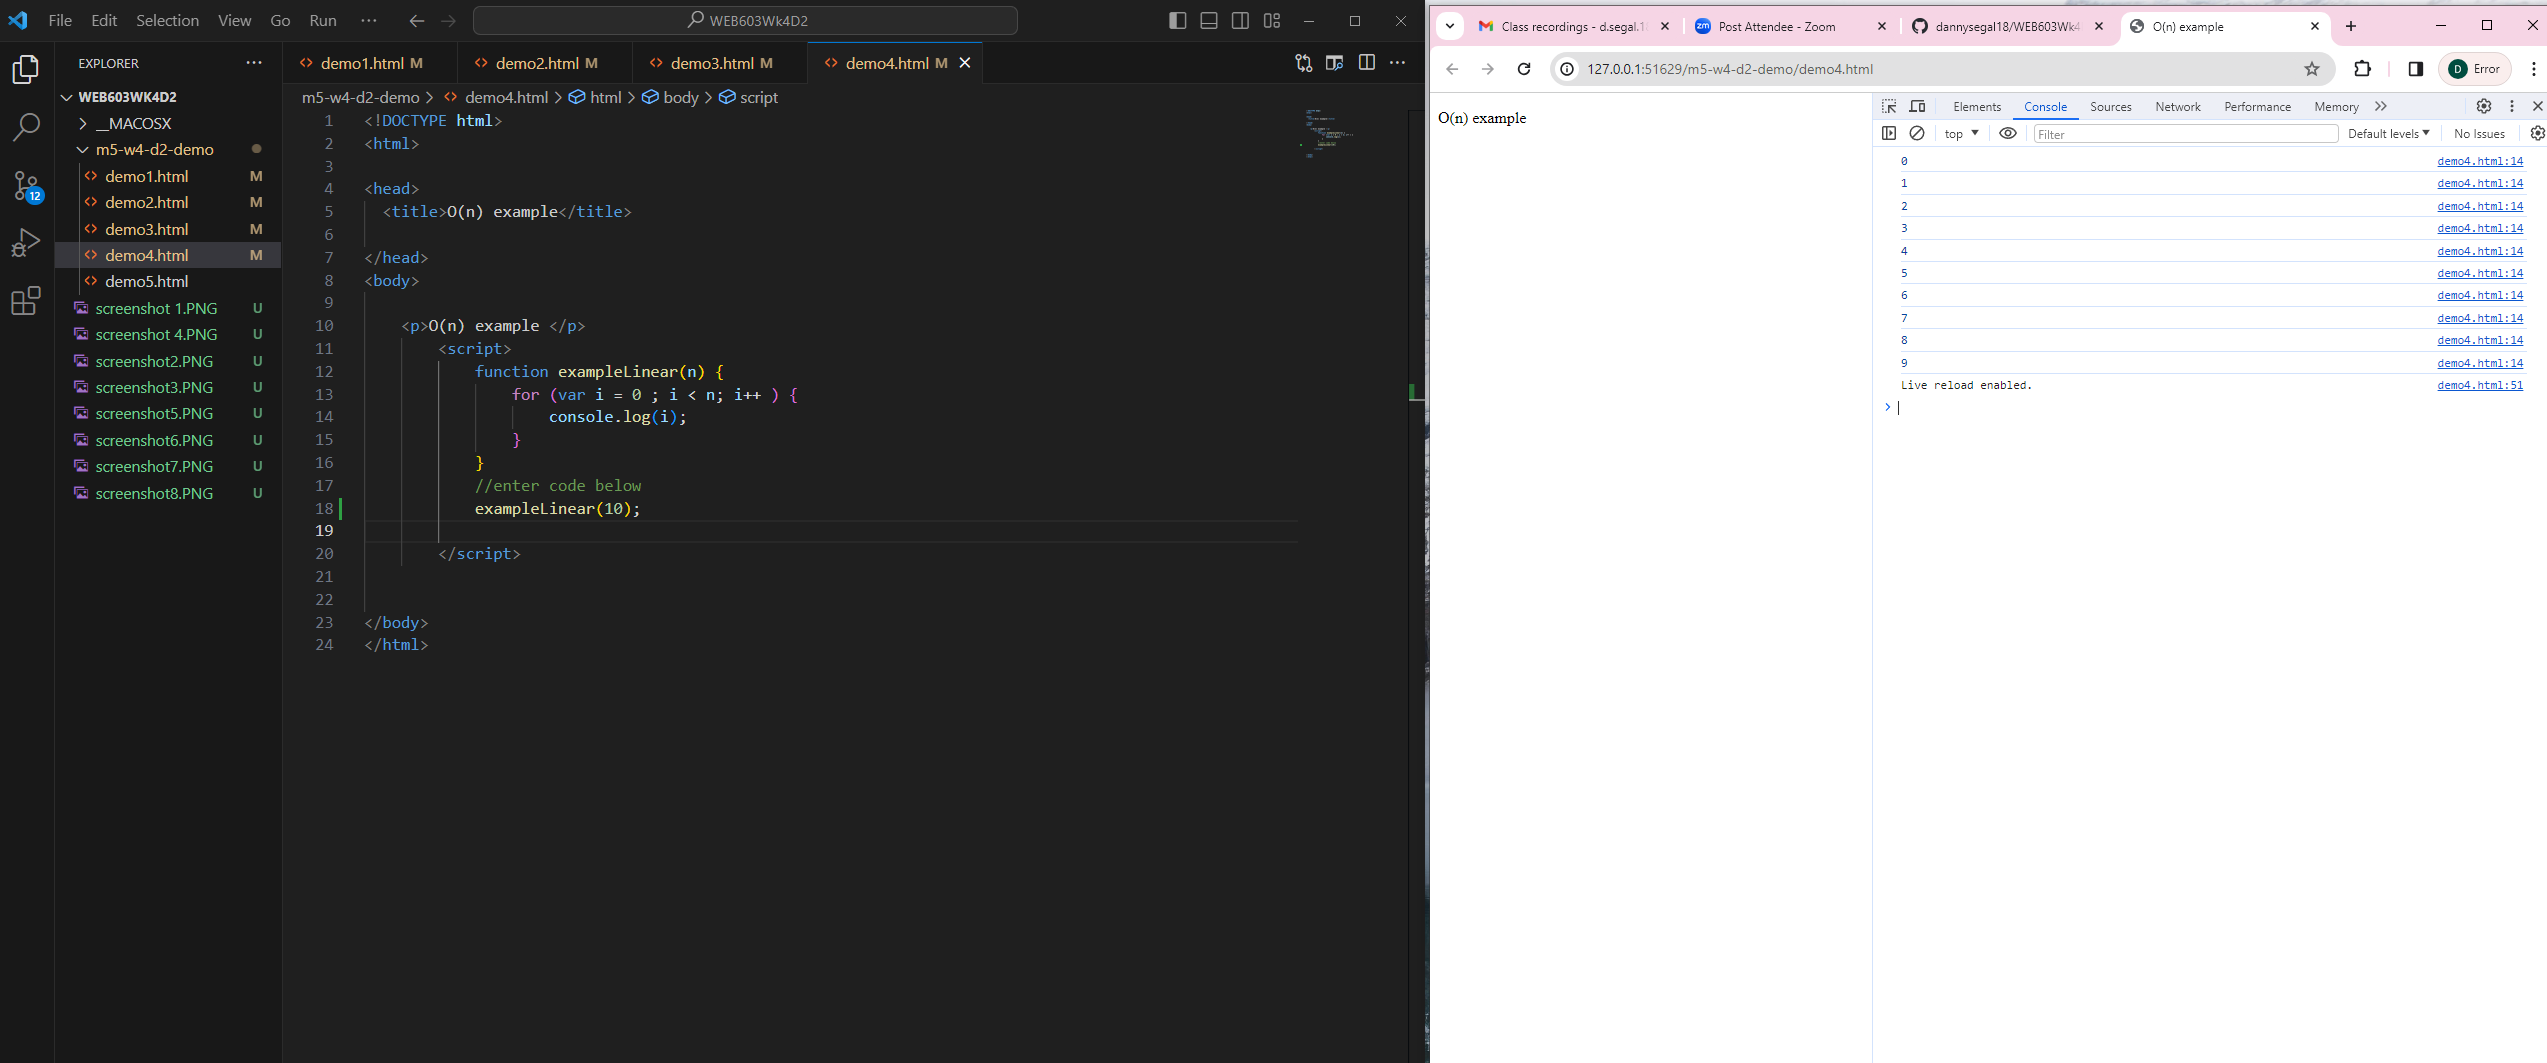 File Edit Selection View Go Run ··· WEB603Wk4D2
EXPLORER ···
WEB603WK4D2
__MACOSX
m5-w4-d2-demo
demo1.html M
demo2.html M
demo3.html M
demo4.html M
demo5.html
screenshot 1.PNG U
screenshot 4.PNG U
screenshot2.PNG U
screenshot3.PNG U
screenshot5.PNG U
screenshot6.PNG U
screenshot7.PNG U
screenshot8.PNG U
12
demo1.html M demo2.html M demo3.html M demo4.html M
m5-w4-d2-demo > demo4.html > html > body > script
1 <!DOCTYPE html>
2 <html>
3
4 <head>
5 <title>O(n) example</title>
6
7 </head>
8 <body>
9
10 <p>O(n) example </p>
11 <script>
12 function exampleLinear(n) {
13 for (var i = 0 ; i < n; i++ ) {
14 console.log(i);
15 }
16 }
17 //enter code below
18 exampleLinear(10);
19
20 </script>
21
22
23 </body>
24 </html>
Class recordings - d.segal.1 zm Post Attendee - Zoom dannysegal18/WEB603Wk4 O(n) example
127.0.0.1:51629/m5-w4-d2-demo/demo4.html D Error
O(n) example
Elements Console Sources Network Performance Memory
top Filter Default levels No Issues
0 demo4.html:14
1 demo4.html:14
2 demo4.html:14
3 demo4.html:14
4 demo4.html:14
5 demo4.html:14
6 demo4.html:14
7 demo4.html:14
8 demo4.html:14
9 demo4.html:14
Live reload enabled. demo4.html:51